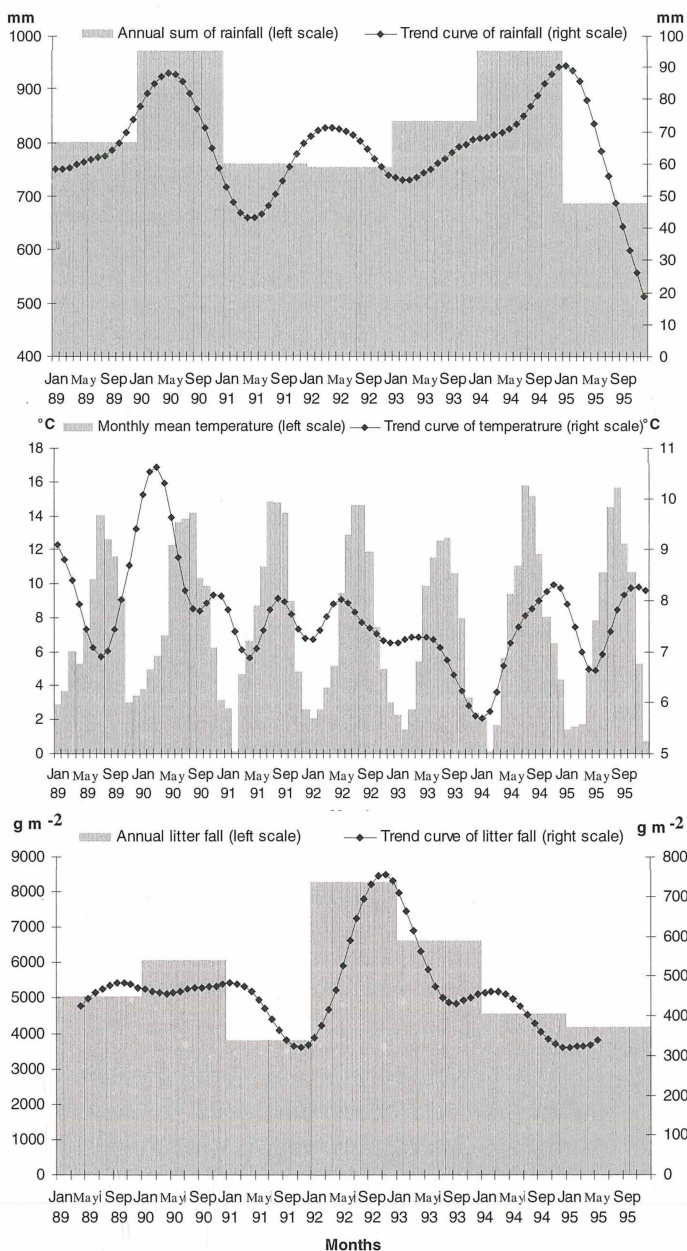 mm mm
Annual sum of rainfall (left scale) Trend curve of rainfall (right scale)
1000 100
900 90
80
800 70
60
700 50
600 40
30
500 20
10
400 0
Jan May Sep Jan May Sep Jan May Sep Jan May Sep Jan May Sep Jan May Sep Jan May Sep
89 89 89 90 90 90 91 91 91 92 92 92 93 93 93 94 94 94 95 95 95
°C Monthly mean temperature (left scale) Trend curve of temperatrure (right scale) °C
18 11
16 10
14
12 9
10 8
8
6 7
4 6
2
0 5
Jan May Sep Jan May Sep Jan May Sep Jan May Sep Jan May Sep Jan May Sep Jan May Sep
89 89 89 90 90 90 91 91 91 92 92 92 93 93 93 94 94 94 95 95 95
g m -2 g m -2
Annual litter fall (left scale) Trend curve of litter fall (right scale)
9000 800
8000 700
7000 600
6000 500
5000
4000 400
3000 300
2000 200
1000 100
0 0
Jan Mayi Sep Jan Mayi Sep Jan Mayi Sep Jan Mayi Sep Jan Mayi Sep Jan Mayi Sep Jan May Sep
89 89 89 90 90 90 91 91 91 92 92 92 93 93 93 94 94 94 95 95 95
Months